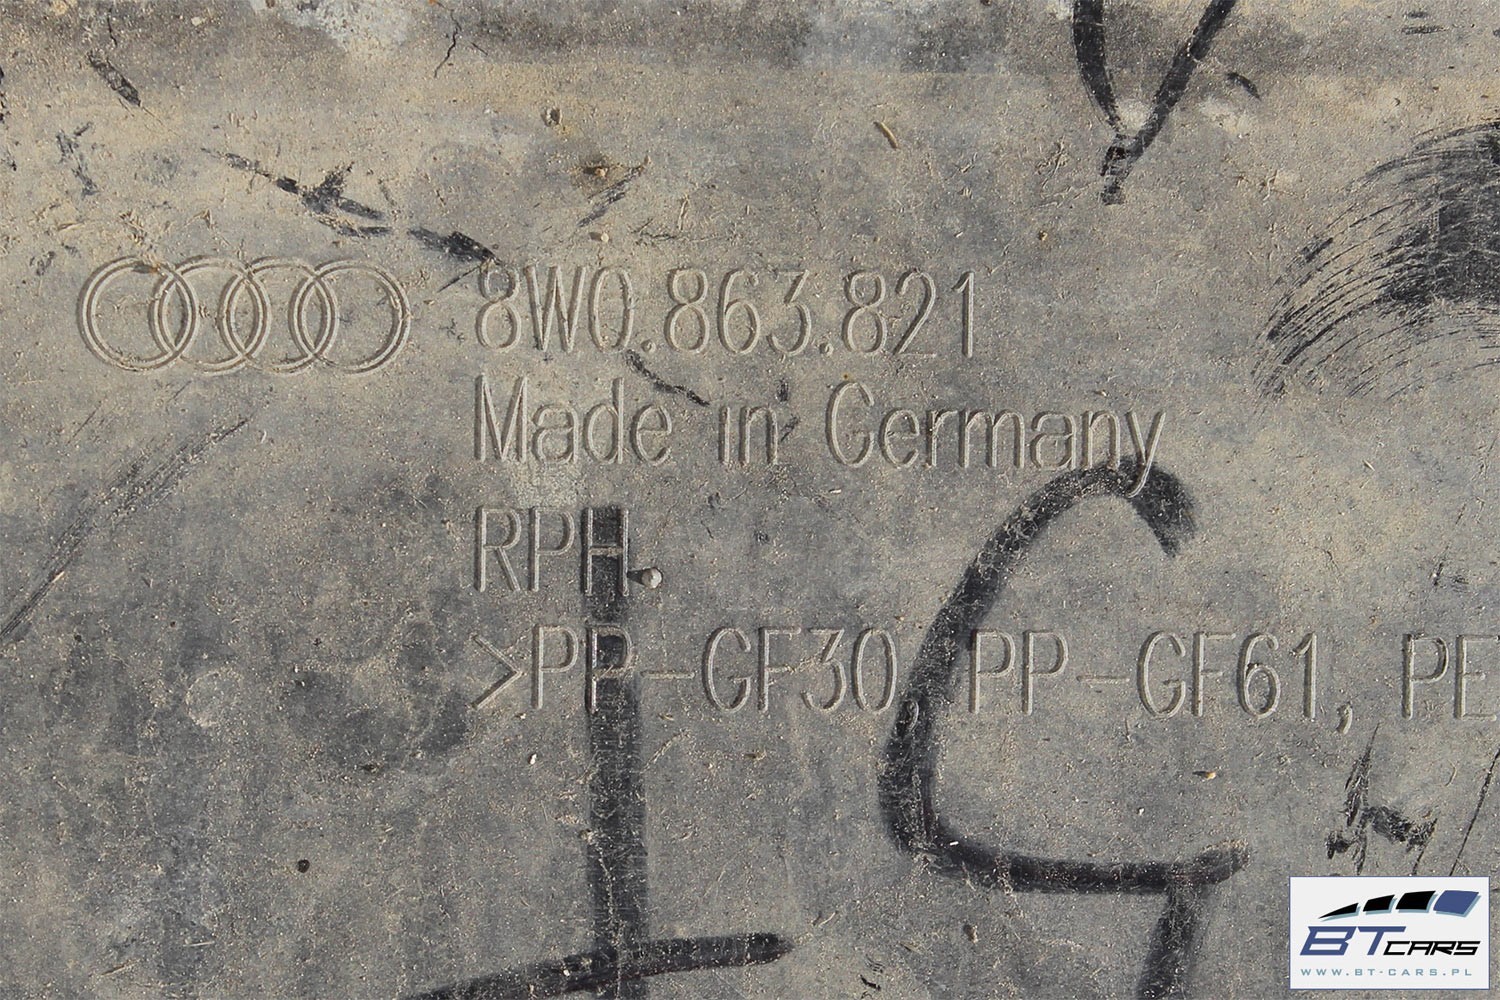 8W0.863.821
Made in Germany
RPH.
>PP-GF30, PP-GF61, PE
BTCARS
WWW.BT-CARS.PL